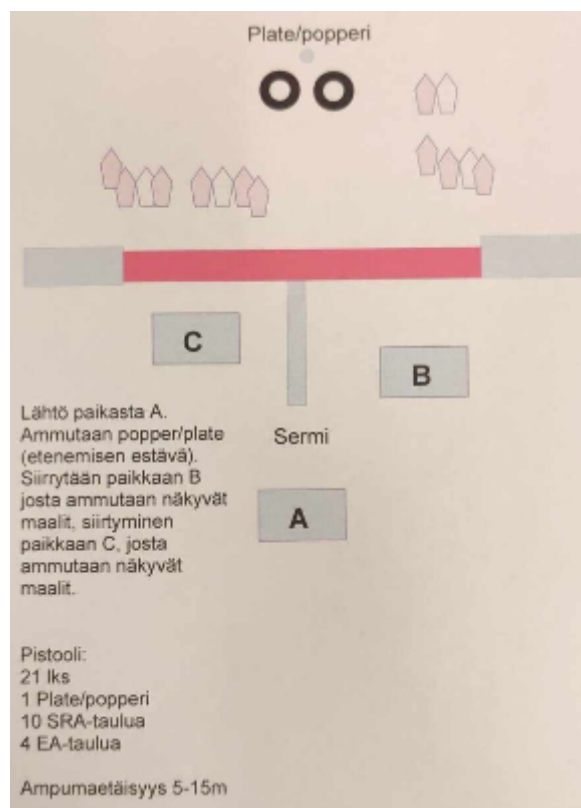 Plate/popperi
C
B
Lähtö paikasta A.
Ammutaan popper/plate
(etenemisen estävä).
Siirrytään paikkaan B
josta ammutaan näkyvät
maalit, siirtyminen
paikkaan C, josta
ammutaan näkyvät
maalit.
Sermi
A
Pistooli:
21 lks
1 Plate/popperi
10 SRA-taulua
4 EA-taulua
Ampumaetäisyys 5-15m